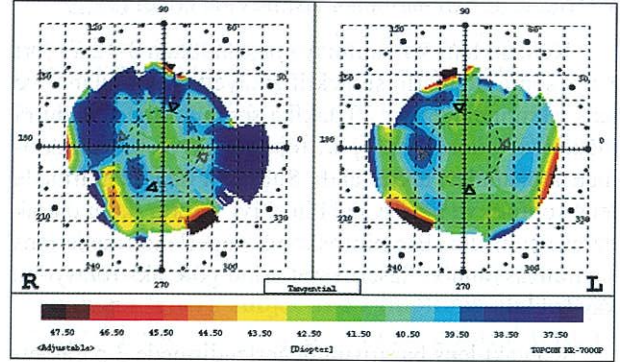 90 90
120 60 120 60
150 30 150 30
180 0 180 0
210 330 210 330
240 300 240 300
R 270 270 L
Tangential
47.50 46.50 45.50 44.50 43.50 42.50 41.50 40.50 39.50 38.50 37.50
<Adjustable> [Diopter] TOPCON KR-7000P